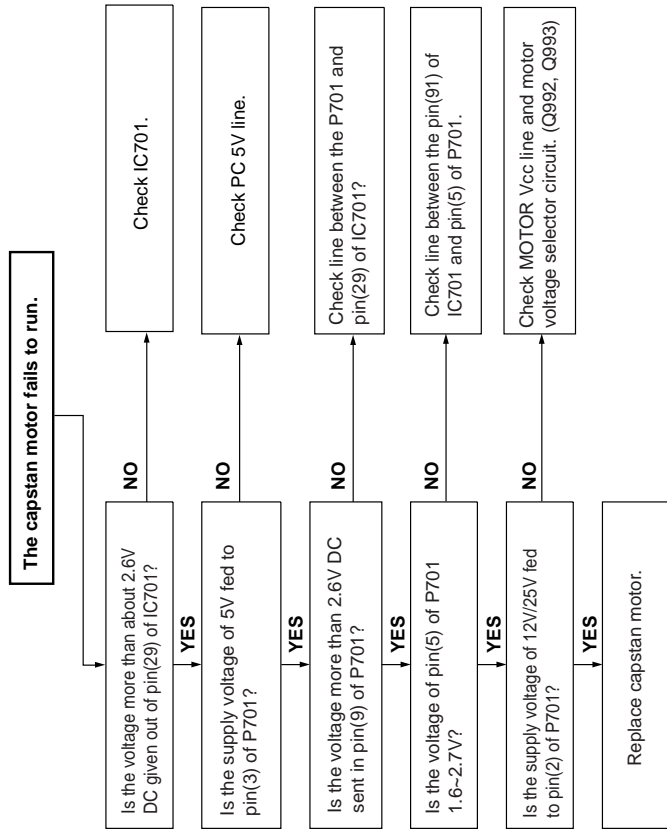 The capstan motor fails to run.
Is the voltage more than about 2.6V
DC given out of pin(29) of IC701?
NO
Check IC701.
YES
Is the supply voltage of 5V fed to
pin(3) of P701?
NO
Check PC 5V line.
YES
Is the voltage more than 2.6V DC
sent in pin(9) of P701?
NO
Check line between the P701 and
pin(29) of IC701?
YES
Is the voltage of pin(5) of P701
1.6~2.7V?
NO
Check line between the pin(91) of
IC701 and pin(5) of P701.
YES
Is the supply voltage of 12V/25V fed
to pin(2) of P701?
NO
Check MOTOR Vcc line and motor
voltage selector circuit. (Q992, Q993)
YES
Replace capstan motor.